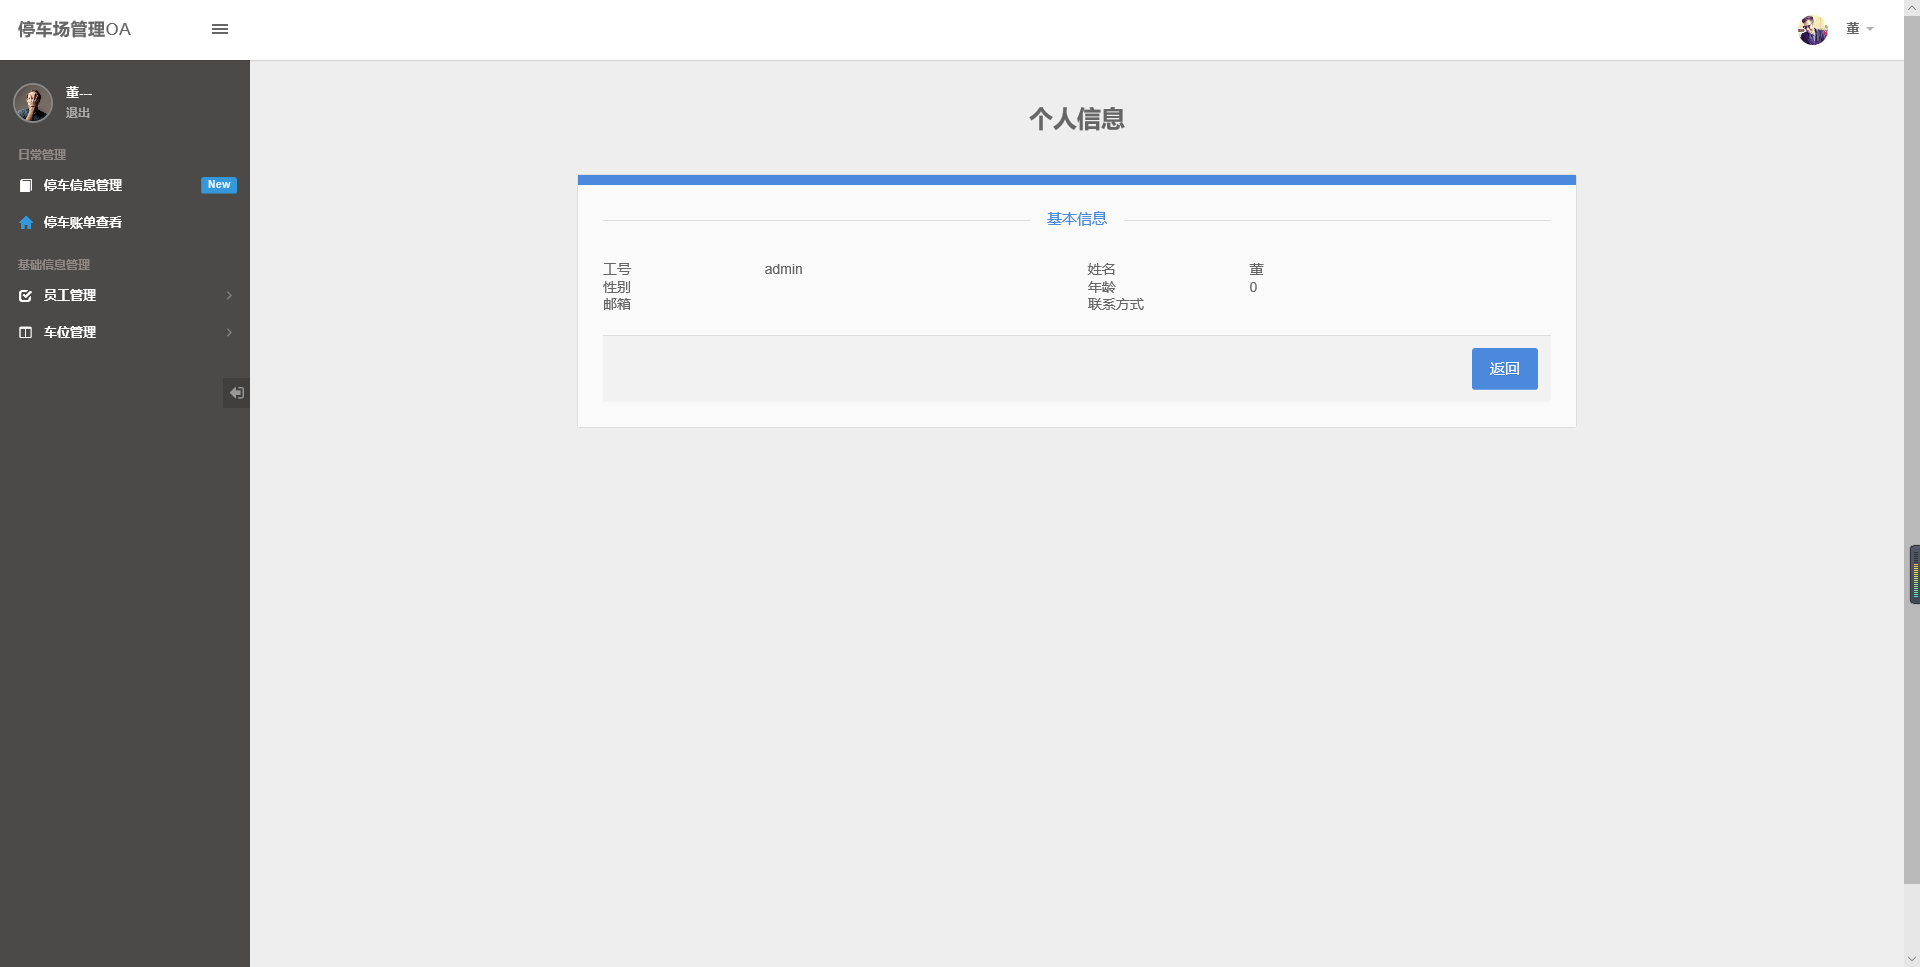 停车场管理OA
董
董---
退出
日常管理
停车信息管理 New
停车账单查看
基础信息管理
员工管理
车位管理
个人信息
基本信息
工号 admin 姓名 董
性别 年龄 0
邮箱 联系方式
返回